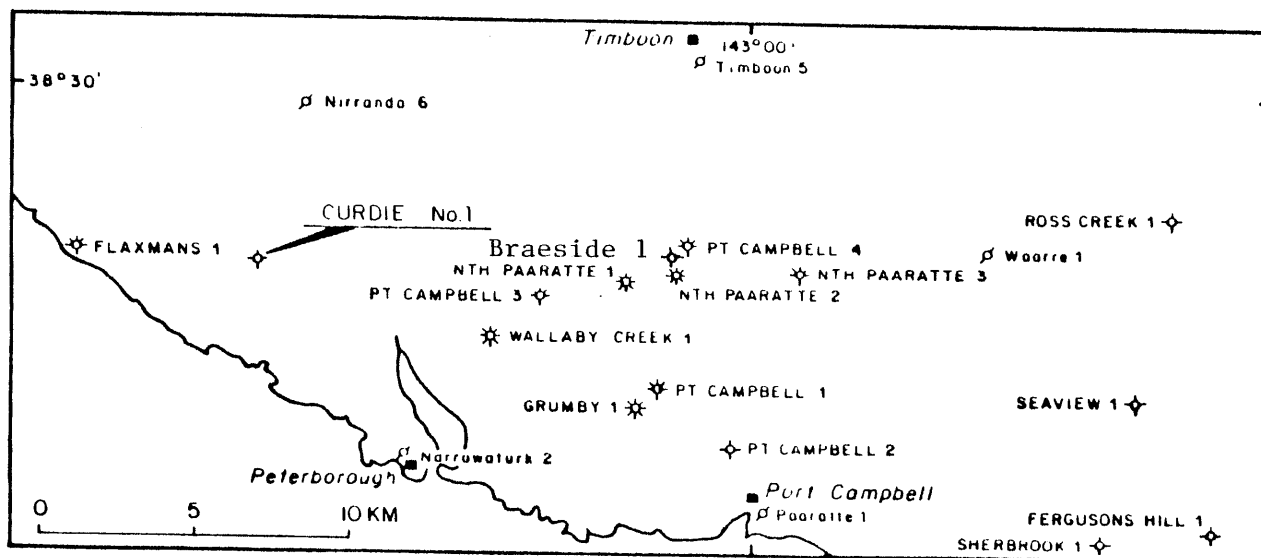 Timboon
143°00'
Timboon 5
38°30'
Nirranda 6
CURDIE No.1
ROSS CREEK 1
FLAXMANS 1
Braeside 1
PT CAMPBELL 4
Waarre 1
NTH PAARATTE 1
NTH PAARATTE 3
PT CAMPBELL 3
NTH PAARATTE 2
WALLABY CREEK 1
PT CAMPBELL 1
GRUMBY 1
SEAVIEW 1
PT CAMPBELL 2
Narrawaturk 2
Peterborough
Port Campbell
0 5 10 KM
Paaratte 1
FERGUSONS HILL 1
SHERBROOK 1